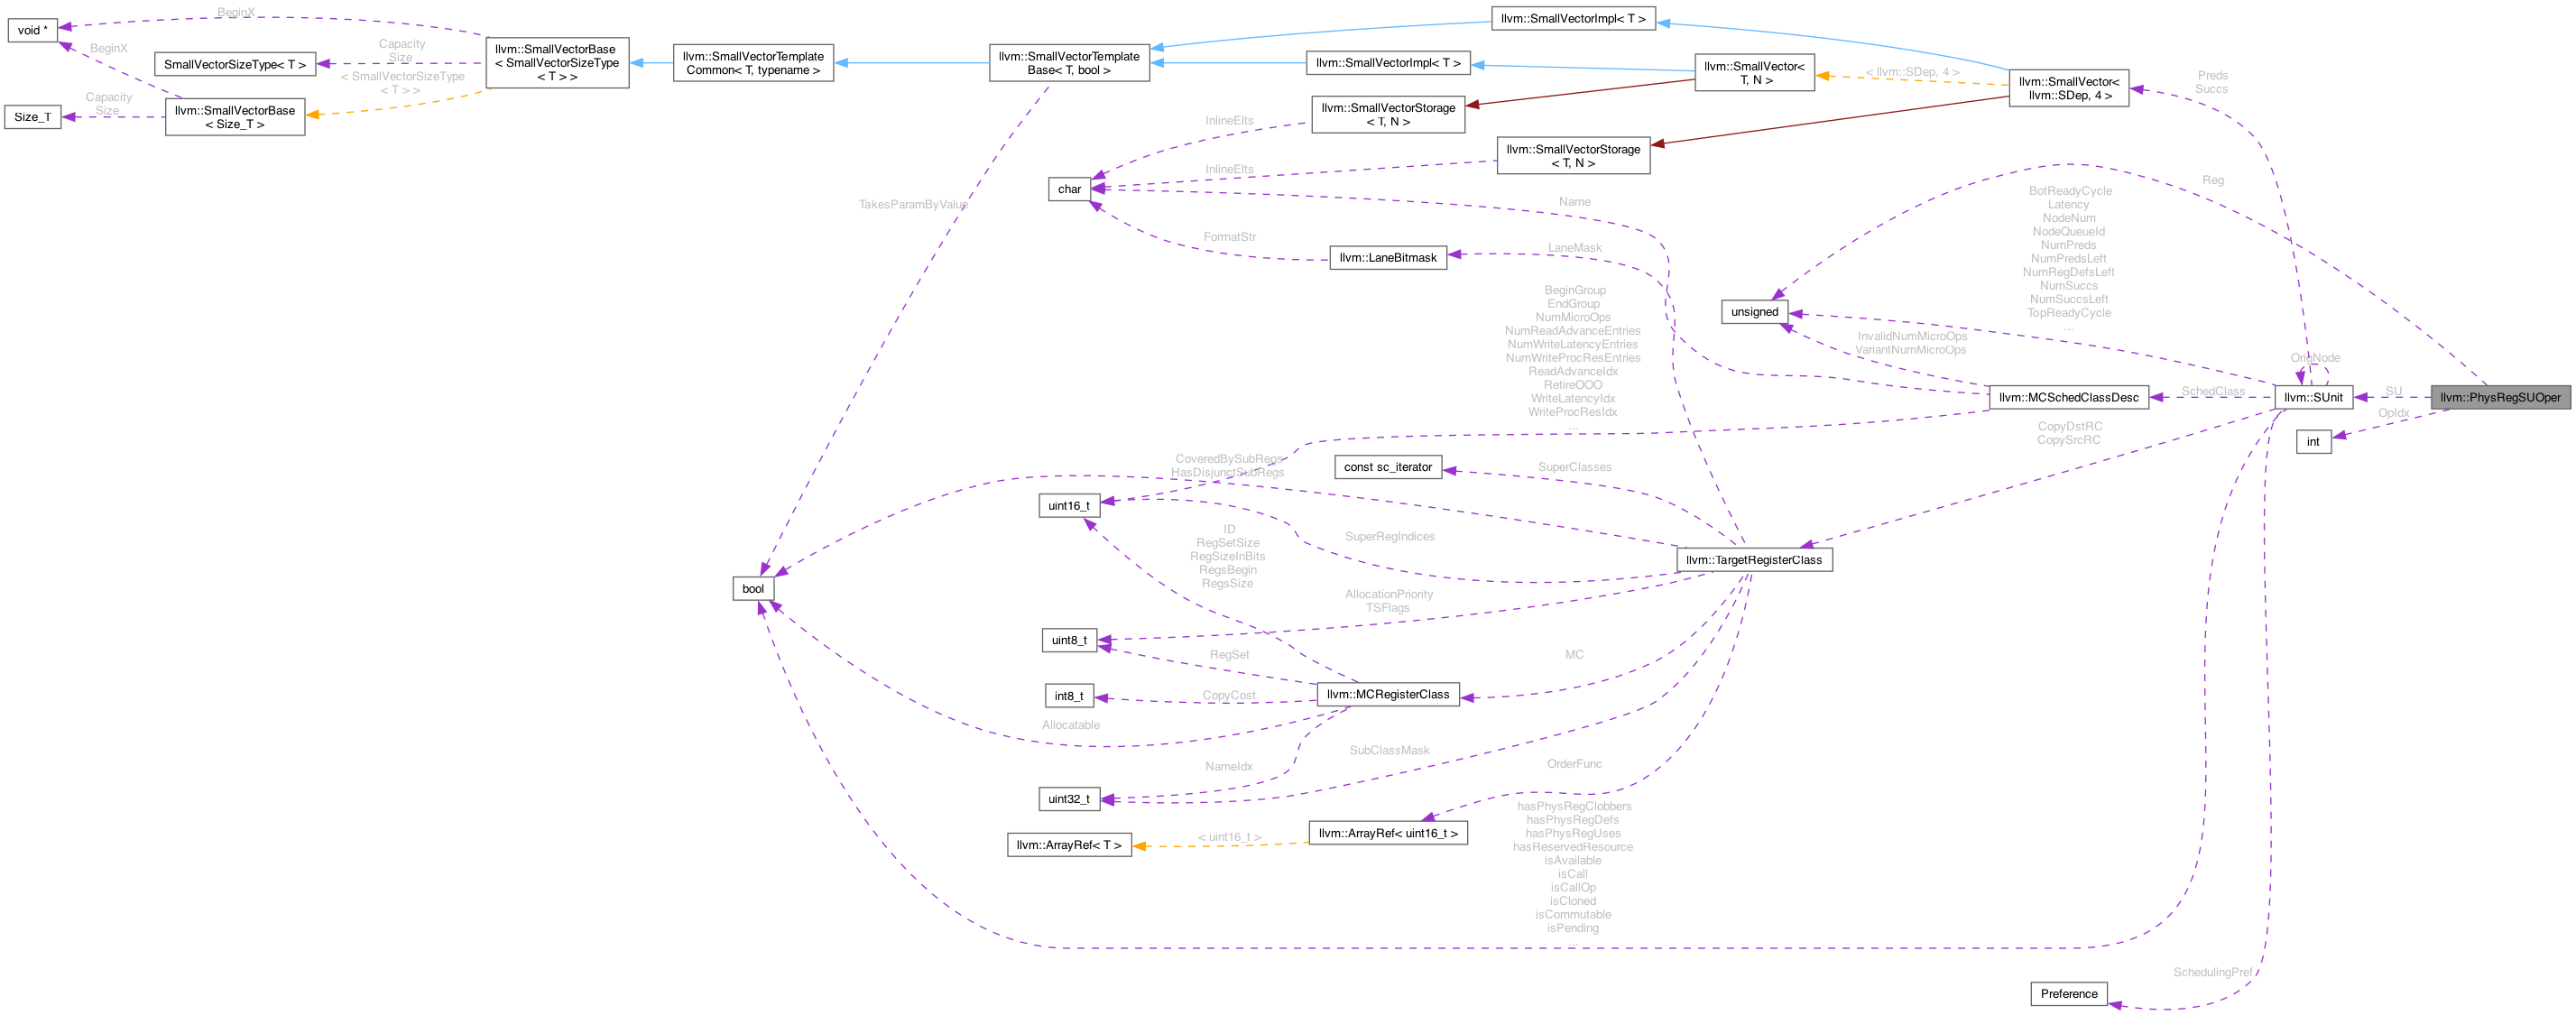 void *
BeginX
BeginX
SmallVectorSizeType< T >
Capacity
Size
< SmallVectorSizeType
< T > >
Size_T
Capacity
Size
llvm::SmallVectorBase
< Size_T >
llvm::SmallVectorBase
< SmallVectorSizeType
< T > >
llvm::SmallVectorTemplate
Common< T, typename >
llvm::SmallVectorTemplate
Base< T, bool >
llvm::SmallVectorImpl< T >
llvm::SmallVectorImpl< T >
llvm::SmallVector<
T, N >
< llvm::SDep, 4 >
llvm::SmallVector<
llvm::SDep, 4 >
Preds
Succs
llvm::SmallVectorStorage
< T, N >
llvm::SmallVectorStorage
< T, N >
InlineElts
InlineElts
char
TakesParamByValue
Name
FormatStr
llvm::LaneBitmask
LaneMask
Reg
BotReadyCycle
Latency
NodeNum
NodeQueueId
NumPreds
NumPredsLeft
NumRegDefsLeft
NumSuccs
NumSuccsLeft
TopReadyCycle
...
unsigned
InvalidNumMicroOps
VariantNumMicroOps
BeginGroup
EndGroup
NumMicroOps
NumReadAdvanceEntries
NumWriteLatencyEntries
NumWriteProcResEntries
ReadAdvanceIdx
RetireOOO
WriteLatencyIdx
WriteProcResIdx
...
OrigNode
llvm::MCSchedClassDesc
SchedClass
llvm::SUnit
SU
llvm::PhysRegSUOper
OpIdx
int
CopyDstRC
CopySrcRC
CoveredBySubRegs
HasDisjunctSubRegs
const sc_iterator
SuperClasses
uint16_t
ID
RegSetSize
RegSizeInBits
RegsBegin
RegsSize
SuperRegIndices
llvm::TargetRegisterClass
bool
AllocationPriority
TSFlags
uint8_t
RegSet
MC
int8_t
CopyCost
llvm::MCRegisterClass
Allocatable
SubClassMask
NameIdx
OrderFunc
uint32_t
llvm::ArrayRef< T >
< uint16_t >
llvm::ArrayRef< uint16_t >
hasPhysRegClobbers
hasPhysRegDefs
hasPhysRegUses
hasReservedResource
isAvailable
isCall
isCallOp
isCloned
isCommutable
isPending
...
SchedulingPref
Preference